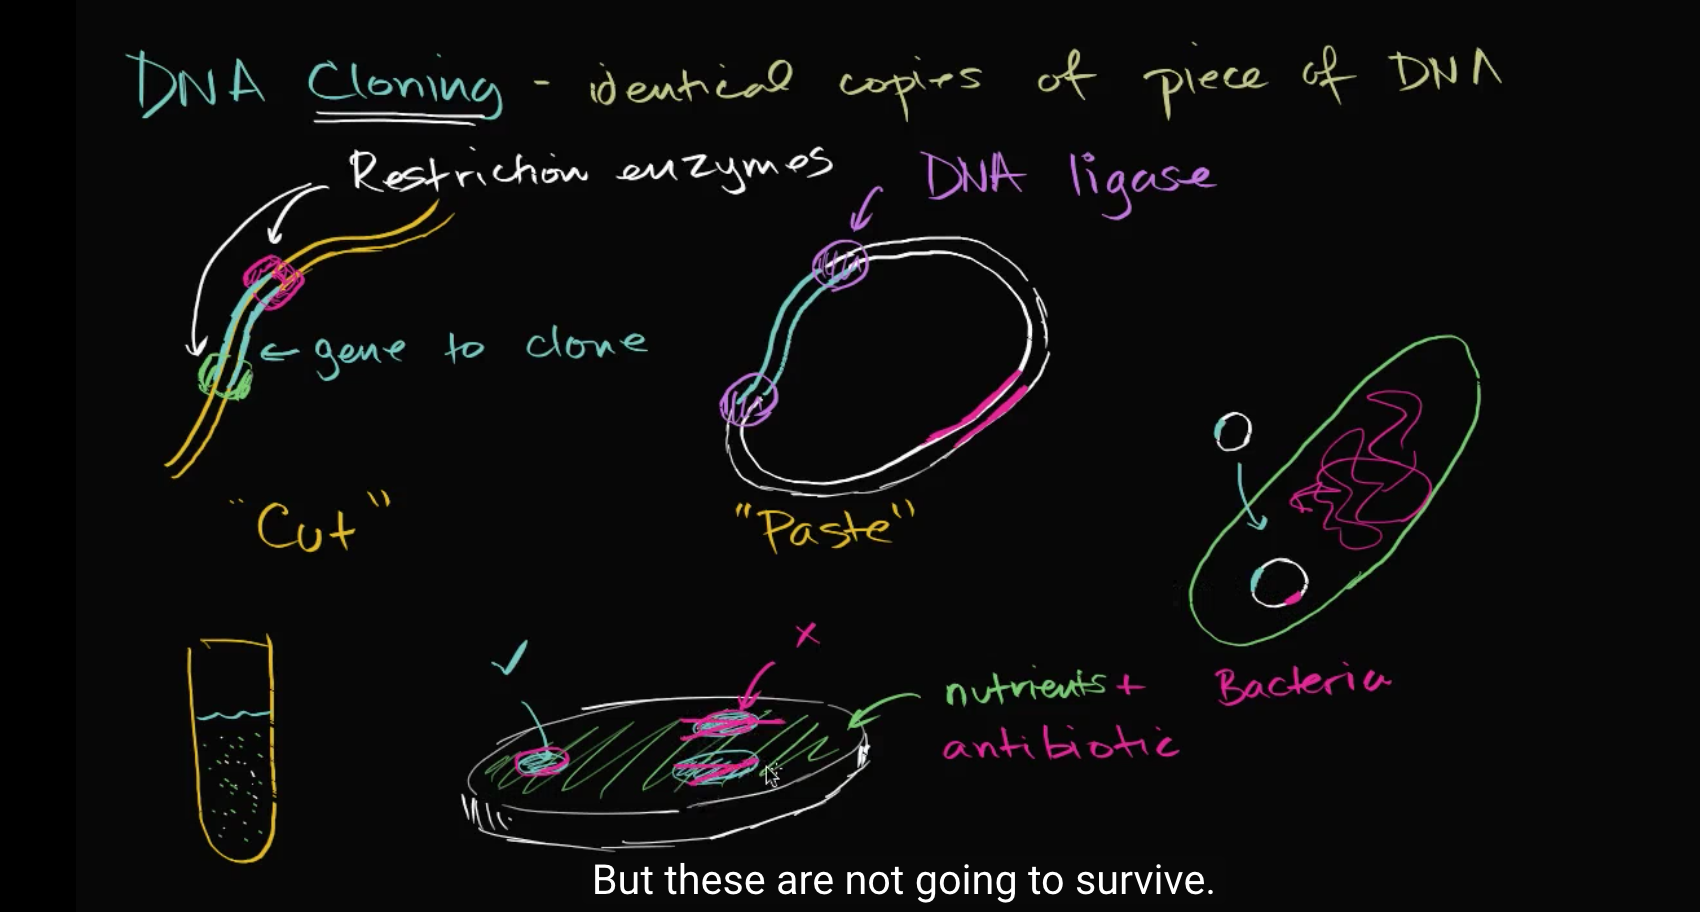 DNA Cloning - identical copies of piece of DNA
Restriction enzymes
DNA ligase
← gene to clone
"Cut"
"Paste"
✓
x
nutrients +
antibiotic
Bacteria
But these are not going to survive.